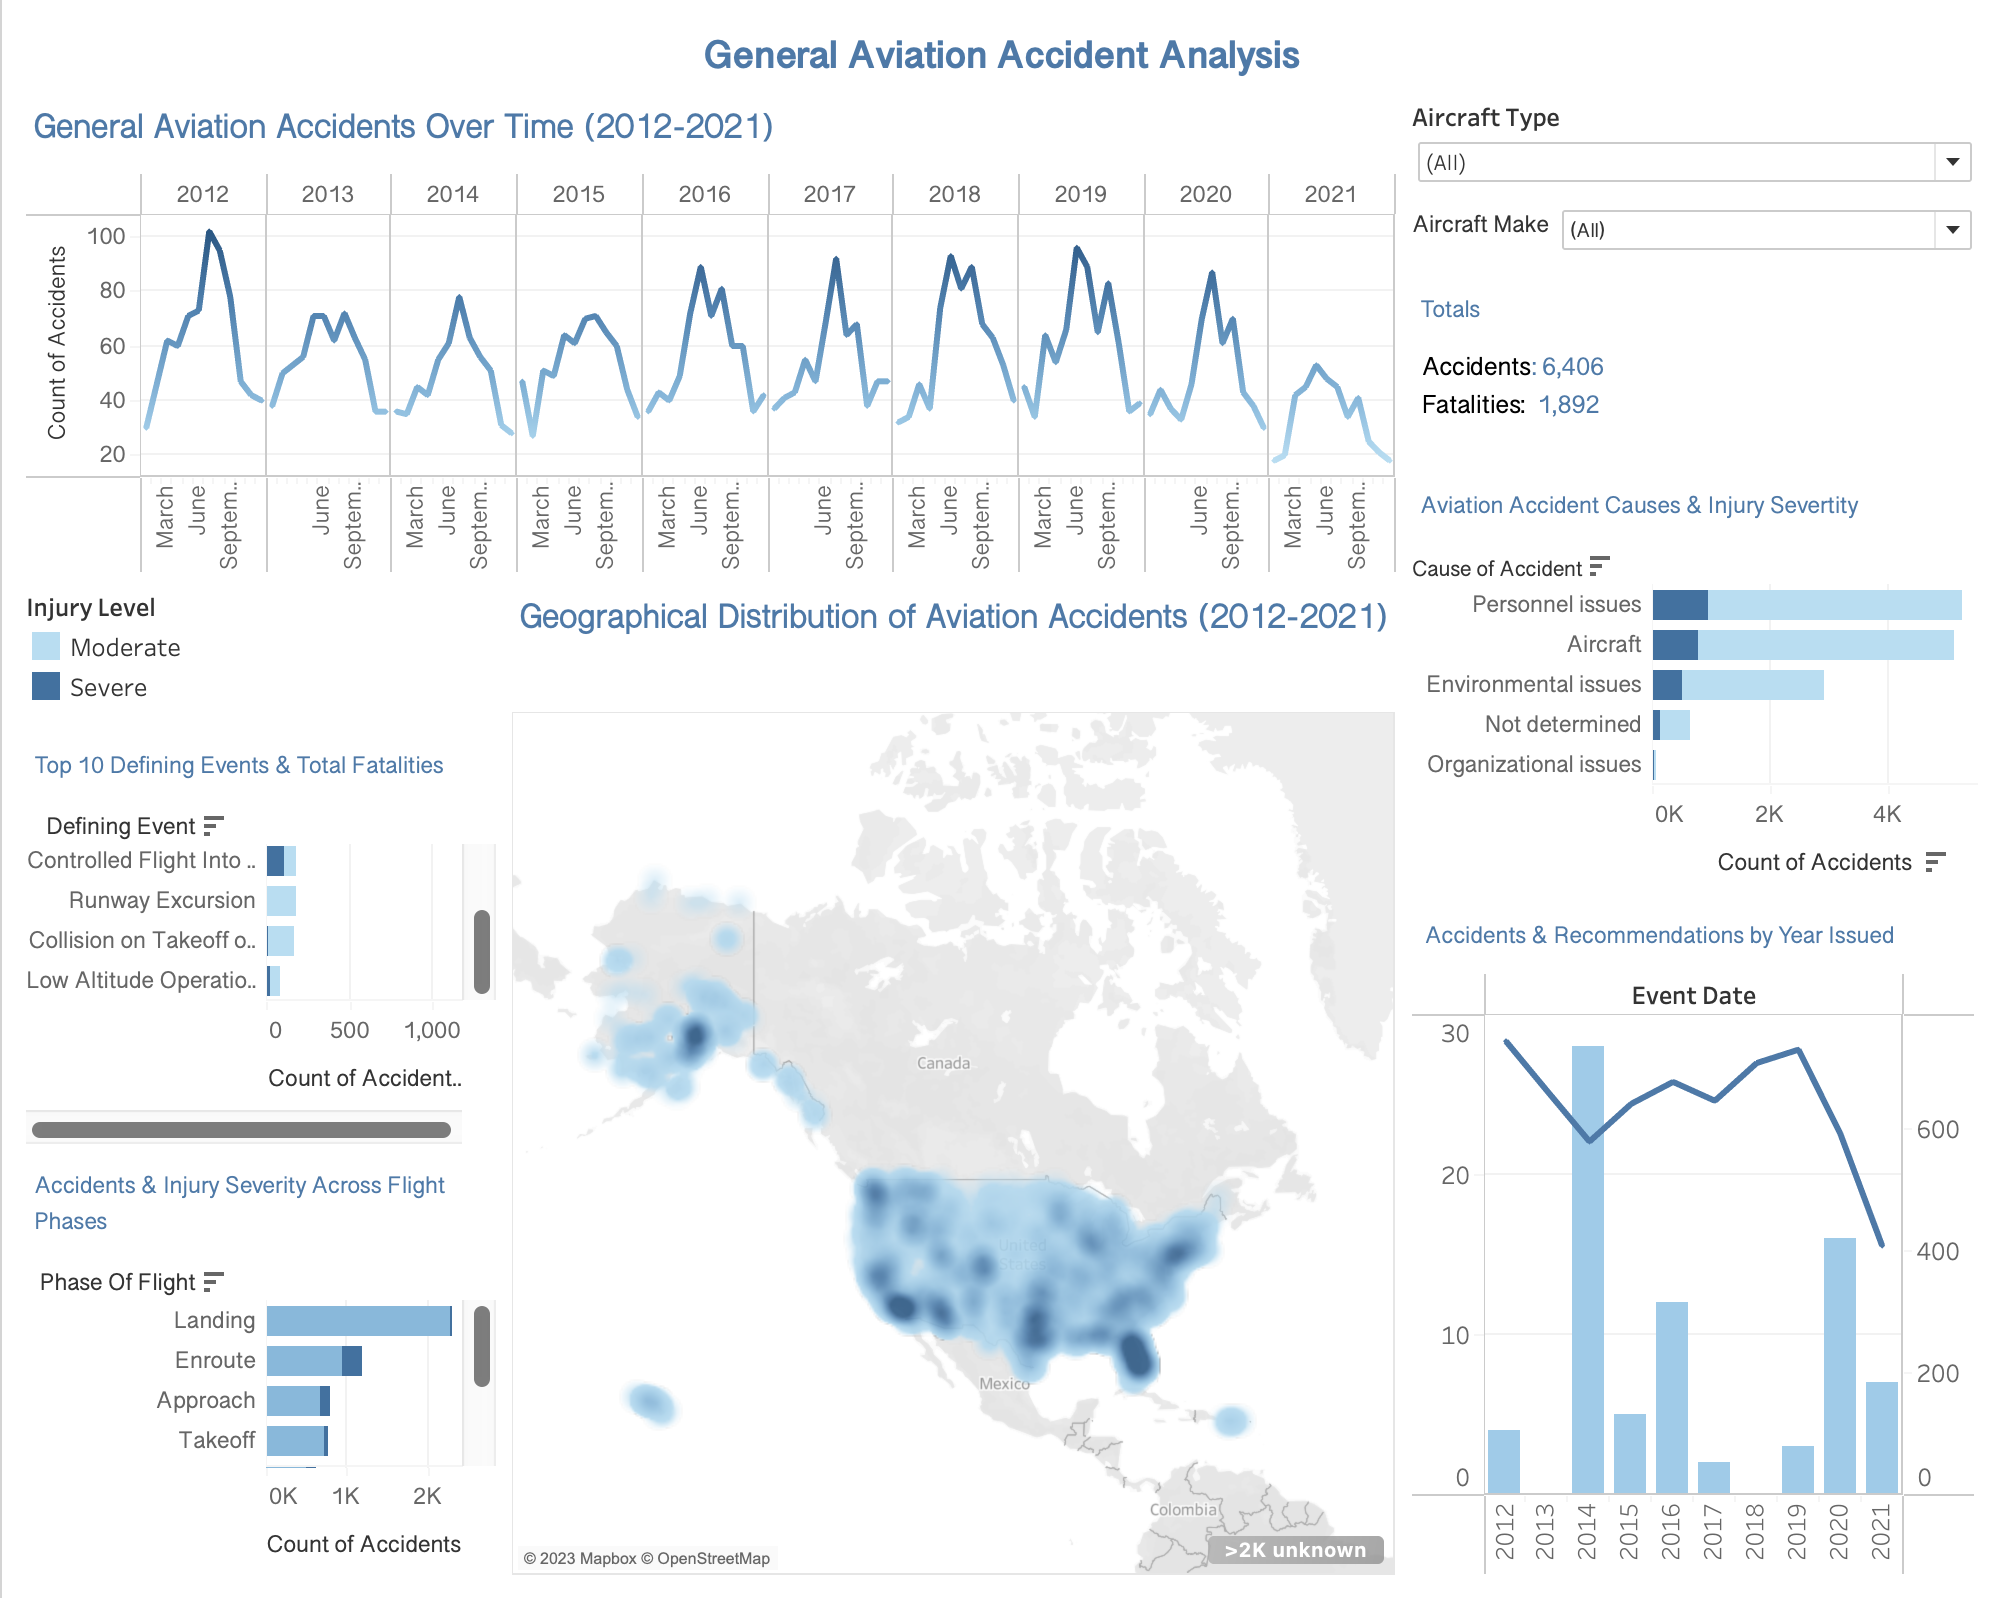 General Aviation Accident Analysis
General Aviation Accidents Over Time (2012-2021)
2012 2013 2014 2015 2016 2017 2018 2019 2020 2021
Count of Accidents
100
80
60
40
20
March June Septem.. June Septem.. March June Septem.. March June Septem.. March June Septem.. June Septem.. March June Septem.. March June Septem.. June Septem.. March June Septem..
Aircraft Type
(All)
Aircraft Make (All)
Totals
Accidents: 6,406
Fatalities: 1,892
Aviation Accident Causes & Injury Severtity
Cause of Accident
Personnel issues
Aircraft
Environmental issues
Not determined
Organizational issues
0K 2K 4K
Count of Accidents
Injury Level
Moderate
Severe
Geographical Distribution of Aviation Accidents (2012-2021)
Canada
United
States
Mexico
Colombia
© 2023 Mapbox © OpenStreetMap
>2K unknown
Top 10 Defining Events & Total Fatalities
Defining Event
Controlled Flight Into ..
Runway Excursion
Collision on Takeoff o..
Low Altitude Operatio..
0 500 1,000
Count of Accident..
Accidents & Injury Severity Across Flight
Phases
Phase Of Flight
Landing
Enroute
Approach
Takeoff
0K 1K 2K
Count of Accidents
Accidents & Recommendations by Year Issued
Event Date
30
20
10
0
600
400
200
0
2012 2013 2014 2015 2016 2017 2018 2019 2020 2021